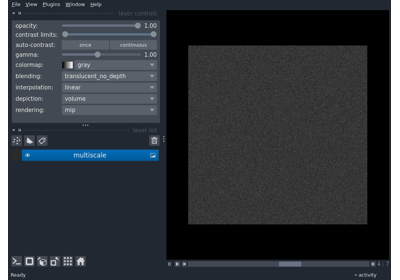 File View Plugins Window Help
layer controls
opacity: 1.00
contrast limits:
auto-contrast: once continuous
gamma: 1.00
colormap: gray
blending: translucent_no_depth
interpolation: linear
depiction: volume
rendering: mip
layer list
multiscale
activity